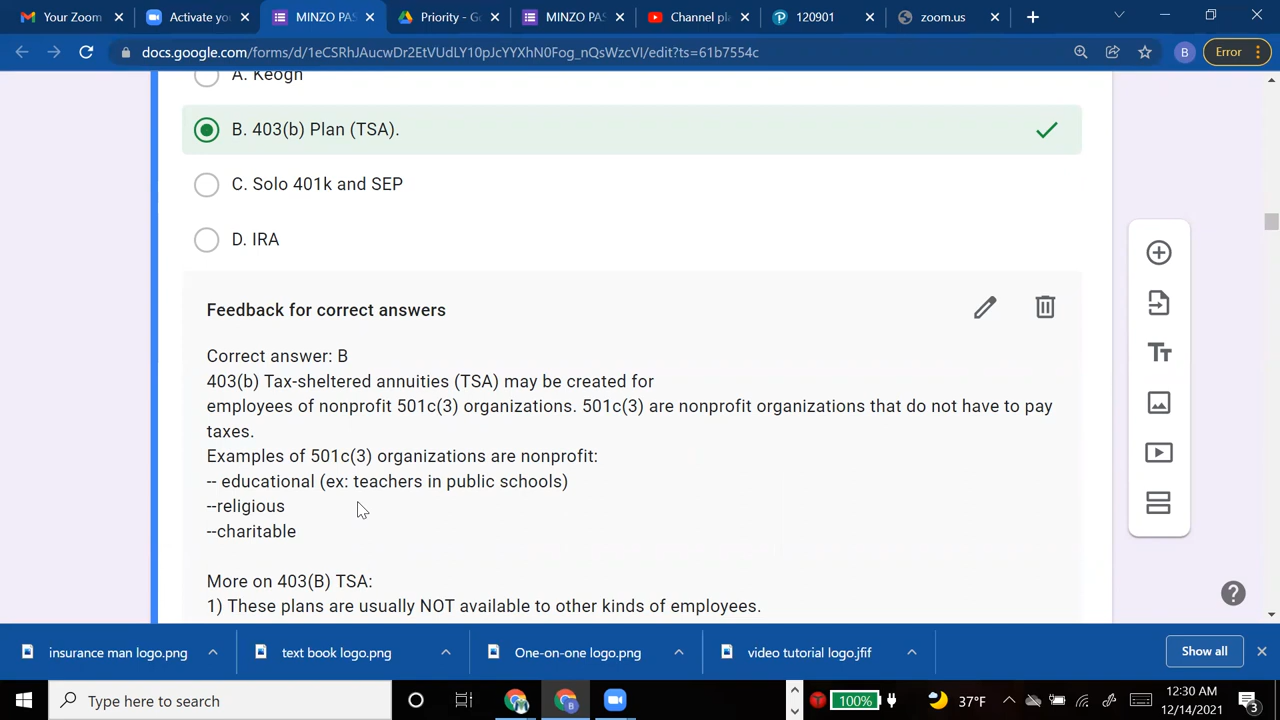 Your Zoom
Activate you
MINZO PAS
Priority - Go
MINZO PAS
Channel pla
120901
zoom.us
docs.google.com/forms/d/1eCSRhJAucwDr2EtVUdLY10pJcYYXhN0Fog_nQsWzcVI/edit?ts=61b7554c
B
Error
A. Keogh
B. 403(b) Plan (TSA).
C. Solo 401k and SEP
D. IRA
Feedback for correct answers
Correct answer: B
403(b) Tax-sheltered annuities (TSA) may be created for
employees of nonprofit 501c(3) organizations. 501c(3) are nonprofit organizations that do not have to pay
taxes.
Examples of 501c(3) organizations are nonprofit:
-- educational (ex: teachers in public schools)
--religious
--charitable
More on 403(B) TSA:
1) These plans are usually NOT available to other kinds of employees.
insurance man logo.png
text book logo.png
One-on-one logo.png
video tutorial logo.jfif
Show all
Type here to search
100%
37°F
12:30 AM
12/14/2021
3